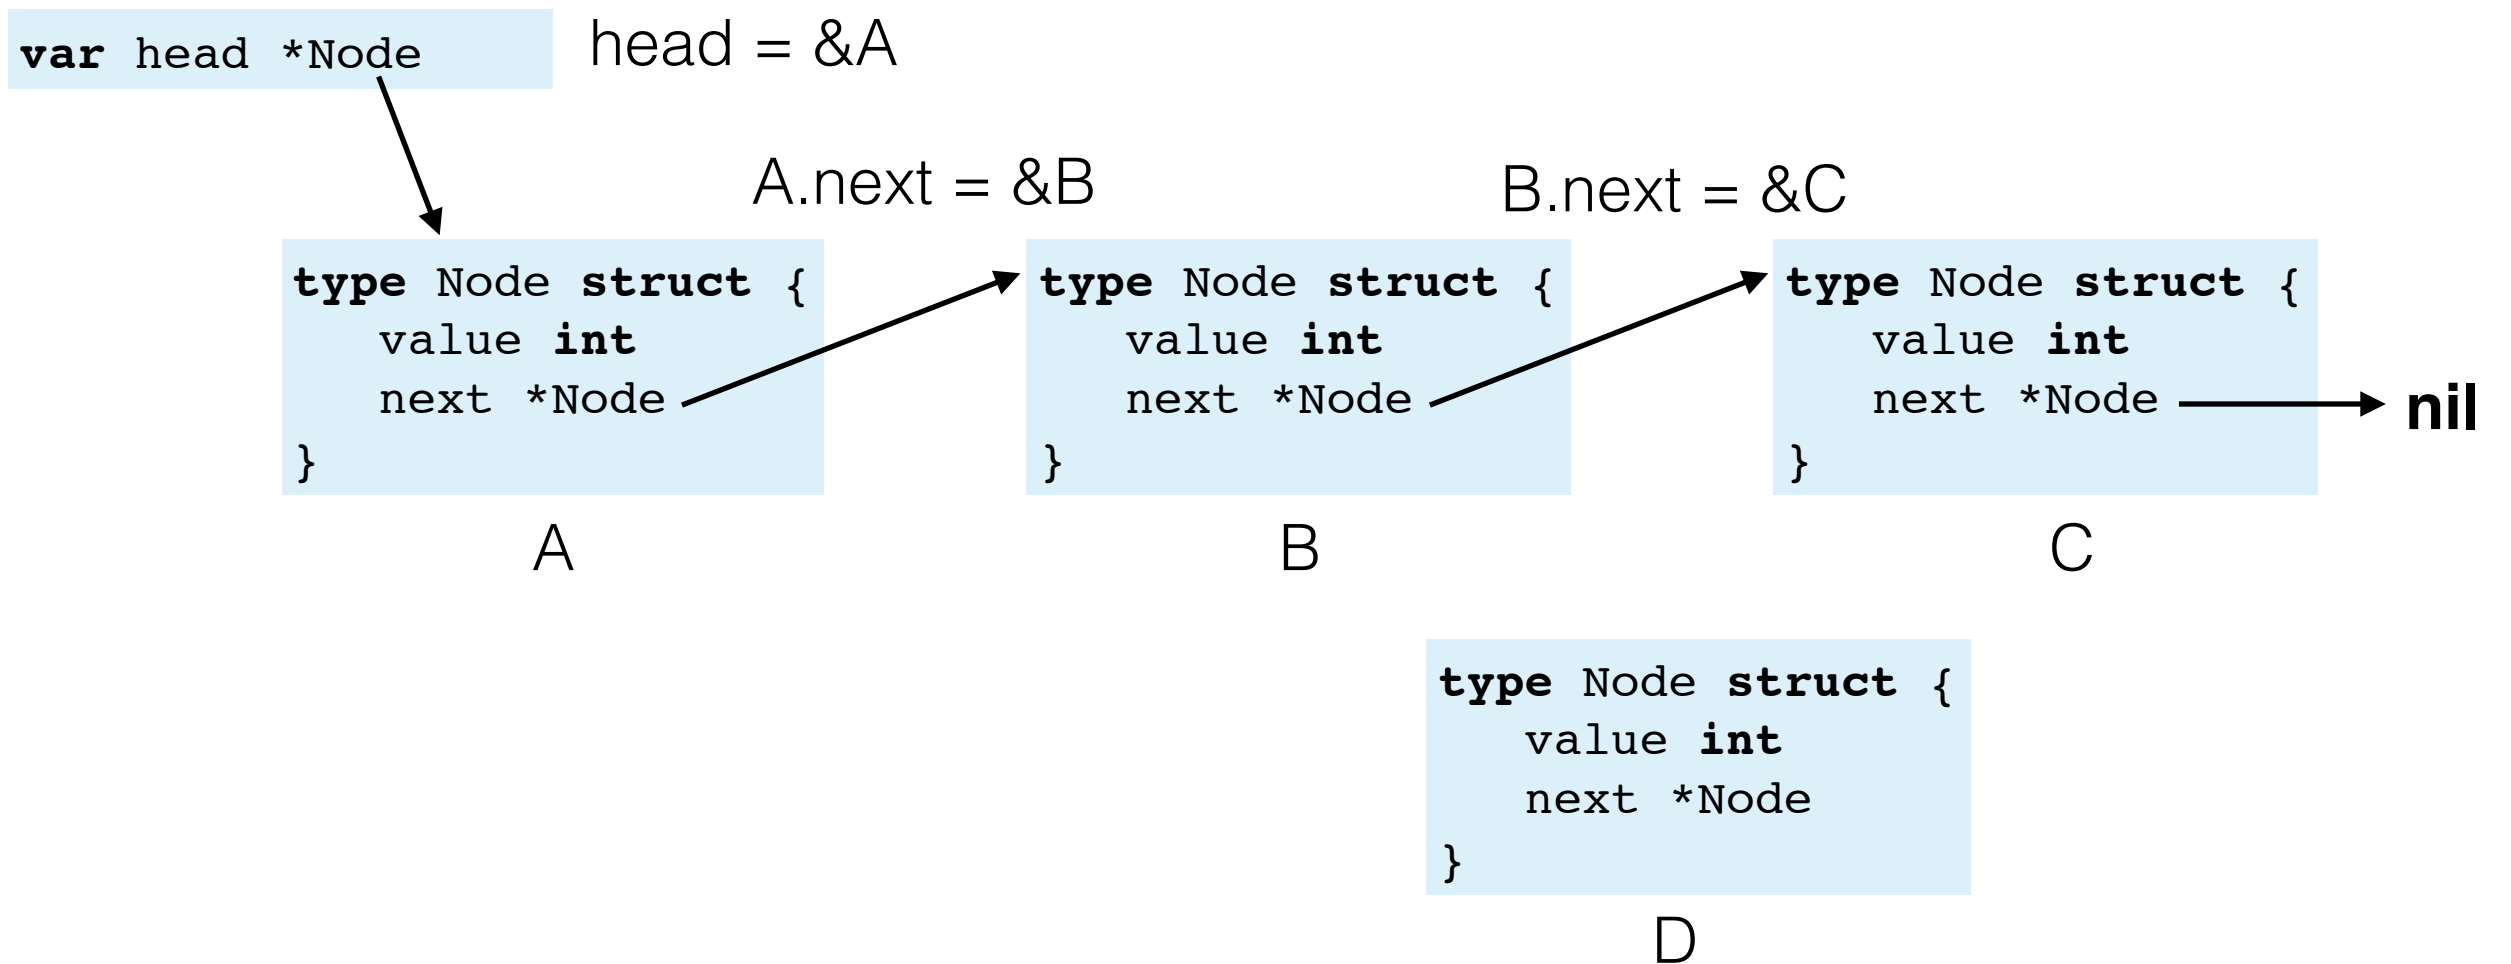 var head *Node
head = &A
A.next = &B
B.next = &C
type Node struct {
value int
next *Node
}
A
type Node struct {
value int
next *Node
}
B
type Node struct {
value int
next *Node
}
C
nil
type Node struct {
value int
next *Node
}
D